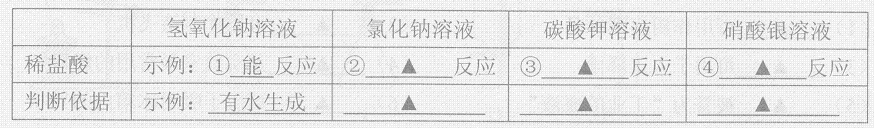 氢氧化钠溶液 氯化钠溶液 碳酸钾溶液 硝酸银溶液
稀盐酸 示例：①能反应 ②▲反应 ③▲反应 ④▲反应
判断依据 示例：有水生成 ▲ ▲ ▲